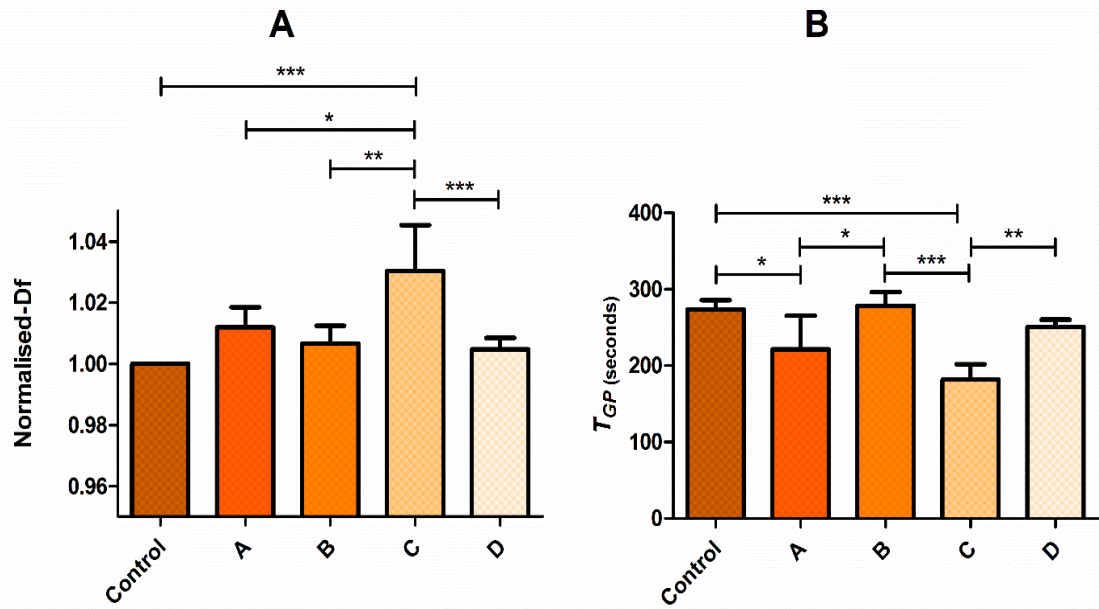 A
***
*
**
***
Normalised-Df
1.04
1.02
1.00
0.98
0.96
Control
A
B
C
D
B
***
*
**
*
***
TGP (seconds)
400
300
200
100
0
Control
A
B
C
D